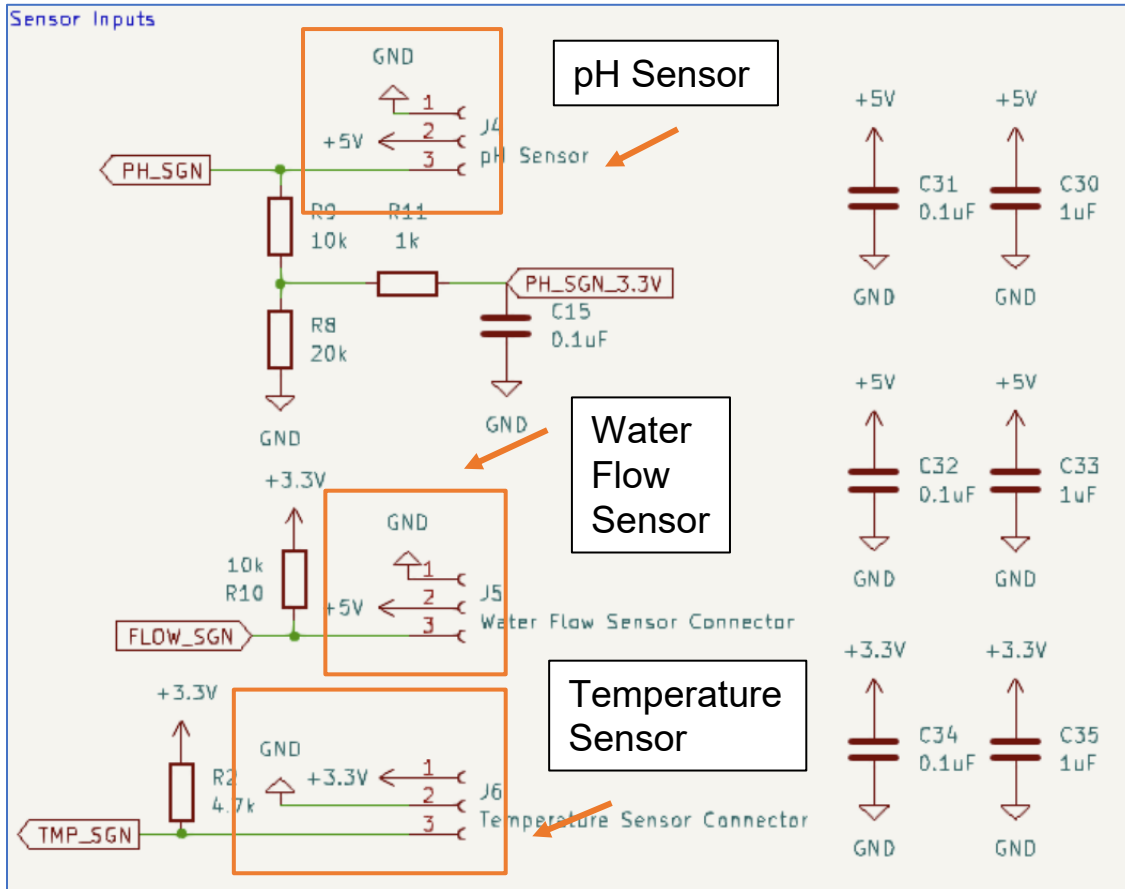 Sensor Inputs
GND
1
2
3
+5V
J4
pH Sensor
PH_SGN
R9
10k
R11
1k
PH_SGN_3.3V
C15
0.1uF
GND
R8
20k
GND
pH Sensor
+3.3V
10k
R10
FLOW_SGN
GND
1
2
3
+5V
J5
Water Flow Sensor Connector
Water
Flow
Sensor
+3.3V
R2
4.7k
TMP_SGN
GND
+3.3V
1
2
3
J6
Temperature Sensor Connector
Temperature
Sensor
+5V
C31
0.1uF
GND
+5V
C30
1uF
GND
+5V
C32
0.1uF
GND
+5V
C33
1uF
GND
+3.3V
C34
0.1uF
GND
+3.3V
C35
1uF
GND